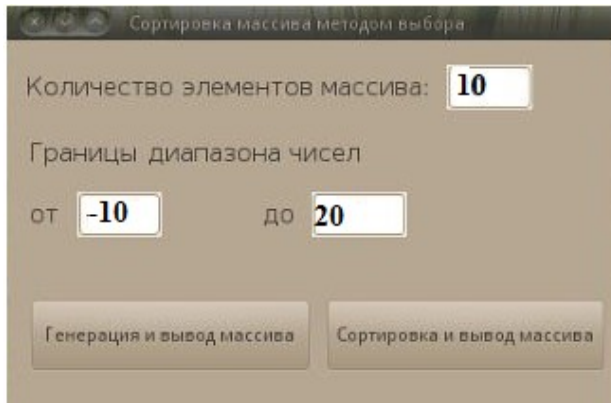 Сортировка массива методом выбора
Количество элементов массива: 10
Границы диапазона чисел
от -10 до 20
Генерация и вывод массива Сортировка и вывод массива